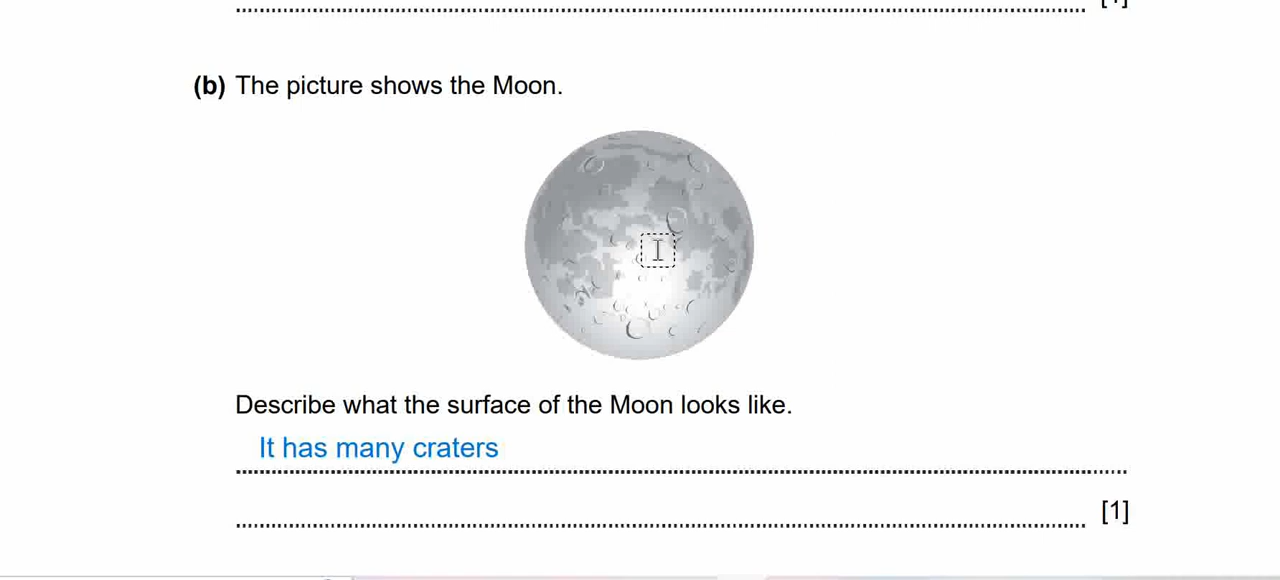 (b) The picture shows the Moon.
Describe what the surface of the Moon looks like.
It has many craters
[1]